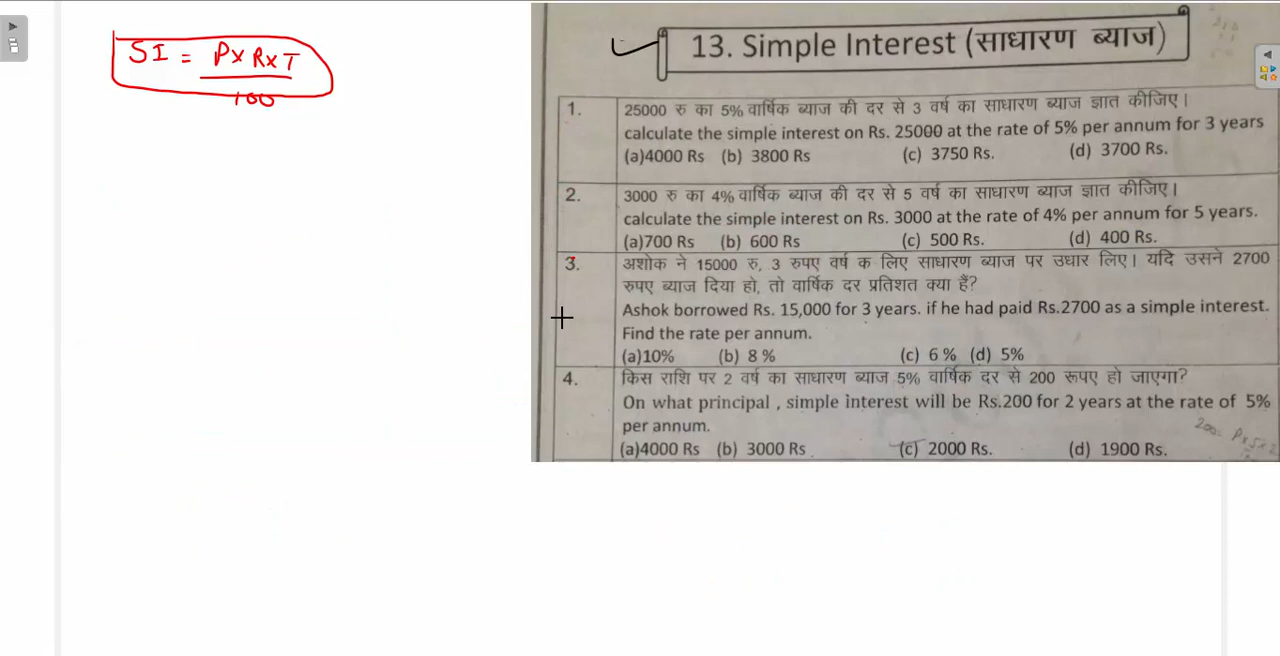 SI = P x R x T
100
13. Simple Interest (साधारण ब्याज)
1. 25000 रु का 5% वार्षिक ब्याज की दर से 3 वर्ष का साधारण ब्याज ज्ञात कीजिए।
calculate the simple interest on Rs. 25000 at the rate of 5% per annum for 3 years
(a)4000 Rs (b) 3800 Rs (c) 3750 Rs. (d) 3700 Rs.
2. 3000 रु का 4% वार्षिक ब्याज की दर से 5 वर्ष का साधारण ब्याज ज्ञात कीजिए।
calculate the simple interest on Rs. 3000 at the rate of 4% per annum for 5 years.
(a)700 Rs (b) 600 Rs (c) 500 Rs. (d) 400 Rs.
3. अशोक ने 15000 रु, 3 रुपए वर्ष क लिए साधारण ब्याज पर उधार लिए। यदि उसने 2700
रुपए ब्याज दिया हो, तो वार्षिक दर प्रतिशत क्या हैं?
Ashok borrowed Rs. 15,000 for 3 years. if he had paid Rs.2700 as a simple interest.
Find the rate per annum.
(a)10% (b) 8 % (c) 6 % (d) 5%
4. किस राशि पर 2 वर्ष का साधारण ब्याज 5% वार्षिक दर से 200 रूपए हो जाएगा?
On what principal , simple interest will be Rs.200 for 2 years at the rate of 5%
per annum.
(a)4000 Rs (b) 3000 Rs . (c) 2000 Rs. (d) 1900 Rs.